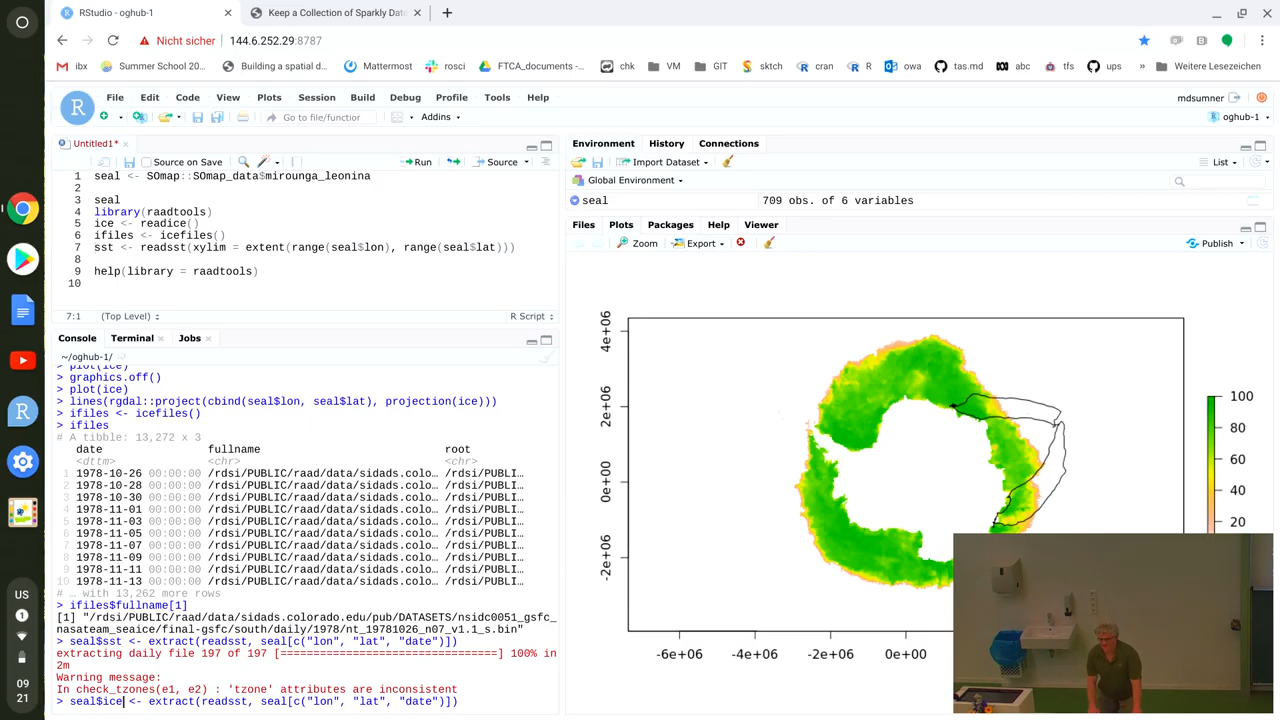 RStudio - oghub-1
Keep a Collection of Sparkly Dat
Nicht sicher
144.6.252.29:8787
ibx
Summer School 20...
Building a spatial d...
Mattermost
rosci
FTCA_documents -...
chk
VM
GIT
sktch
cran
R
owa
tas.md
abc
tfs
ups
»
Weitere Lesezeichen
File Edit Code View Plots Session Build Debug Profile Tools Help
mdsumner
Go to file/function
Addins
oghub-1
Untitled1*
Source on Save
Run
Source
1 seal <- SOmap::SOmap_data$mirounga_leonina
2
3 seal
4 library(raadtools)
5 ice <- readice()
6 ifiles <- icefiles()
7 sst <- readsst(xylim = extent(range(seal$lon), range(seal$lat)))
8
9 help(library = raadtools)
10
7:1 (Top Level)
R Script
Console Terminal Jobs
~/oghub-1/
> plot(ice)
> graphics.off()
> plot(ice)
> lines(rgdal::project(cbind(seal$lon, seal$lat), projection(ice)))
> ifiles <- icefiles()
> ifiles
# A tibble: 13,272 x 3
date fullname root
<dttm> <chr> <chr>
1 1978-10-26 00:00:00 /rdsi/PUBLIC/raad/data/sidads.colo… /rdsi/PUBLI…
2 1978-10-28 00:00:00 /rdsi/PUBLIC/raad/data/sidads.colo… /rdsi/PUBLI…
3 1978-10-30 00:00:00 /rdsi/PUBLIC/raad/data/sidads.colo… /rdsi/PUBLI…
4 1978-11-01 00:00:00 /rdsi/PUBLIC/raad/data/sidads.colo… /rdsi/PUBLI…
5 1978-11-03 00:00:00 /rdsi/PUBLIC/raad/data/sidads.colo… /rdsi/PUBLI…
6 1978-11-05 00:00:00 /rdsi/PUBLIC/raad/data/sidads.colo… /rdsi/PUBLI…
7 1978-11-07 00:00:00 /rdsi/PUBLIC/raad/data/sidads.colo… /rdsi/PUBLI…
8 1978-11-09 00:00:00 /rdsi/PUBLIC/raad/data/sidads.colo… /rdsi/PUBLI…
9 1978-11-11 00:00:00 /rdsi/PUBLIC/raad/data/sidads.colo… /rdsi/PUBLI…
10 1978-11-13 00:00:00 /rdsi/PUBLIC/raad/data/sidads.colo… /rdsi/PUBLI…
# … with 13,262 more rows
> ifiles$fullname[1]
[1] "/rdsi/PUBLIC/raad/data/sidads.colorado.edu/pub/DATASETS/nsidc0051_gsfc_
nasateam_seaice/final-gsfc/south/daily/1978/nt_19781026_n07_v1.1_s.bin"
> seal$sst <- extract(readsst, seal[c("lon", "lat", "date")])
extracting daily file 197 of 197 [=================================] 100% in
2m
Warning message:
In check_tzones(e1, e2) : 'tzone' attributes are inconsistent
> seal$ice <- extract(readsst, seal[c("lon", "lat", "date")])
Environment History Connections
Import Dataset
List
Global Environment
seal 709 obs. of 6 variables
Files Plots Packages Help Viewer
Zoom
Export
Publish
4e+06
2e+06
0e+00
-2e+06
-6e+06 -4e+06 -2e+06 0e+00
100
80
60
40
20
US
1
09
21